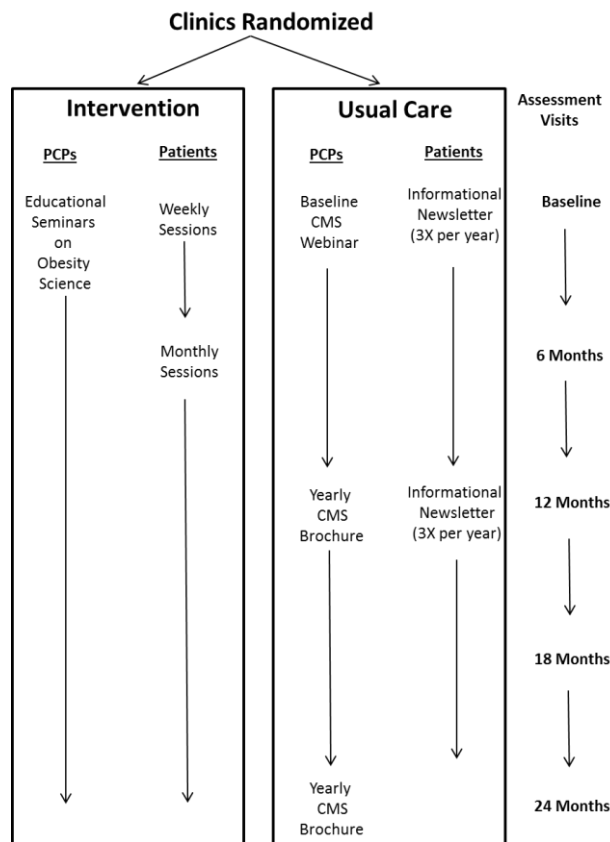 Clinics Randomized
Intervention
PCPs
Educational
Seminars
on
Obesity
Science
Patients
Weekly
Sessions
Monthly
Sessions
Usual Care
PCPs
Baseline
CMS
Webinar
Yearly
CMS
Brochure
Yearly
CMS
Brochure
Patients
Informational
Newsletter
(3X per year)
Informational
Newsletter
(3X per year)
Assessment
Visits
Baseline
6 Months
12 Months
18 Months
24 Months